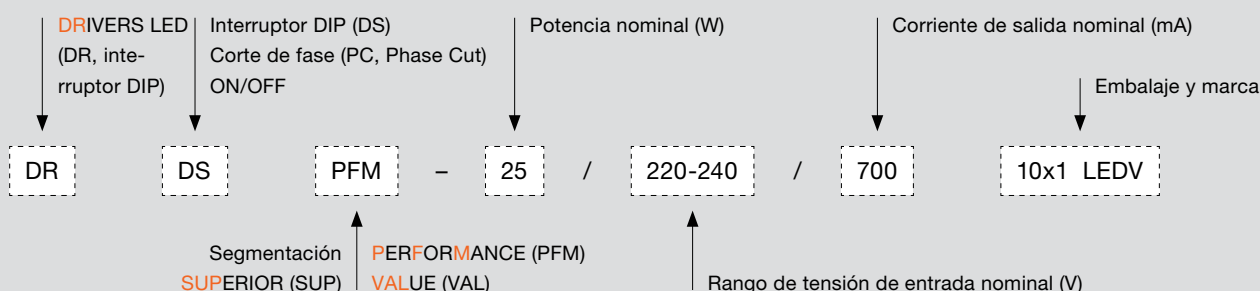 DRIVERS LED
(DR, inte-
rruptor DIP)
Interruptor DIP (DS)
Corte de fase (PC, Phase Cut)
ON/OFF
Potencia nominal (W)
Corriente de salida nominal (mA)
Embalaje y marca
DR DS PFM – 25 / 220-240 / 700 10x1 LEDV
Segmentación
SUPERIOR (SUP)
PERFORMANCE (PFM)
VALUE (VAL)
Rango de tensión de entrada nominal (V)